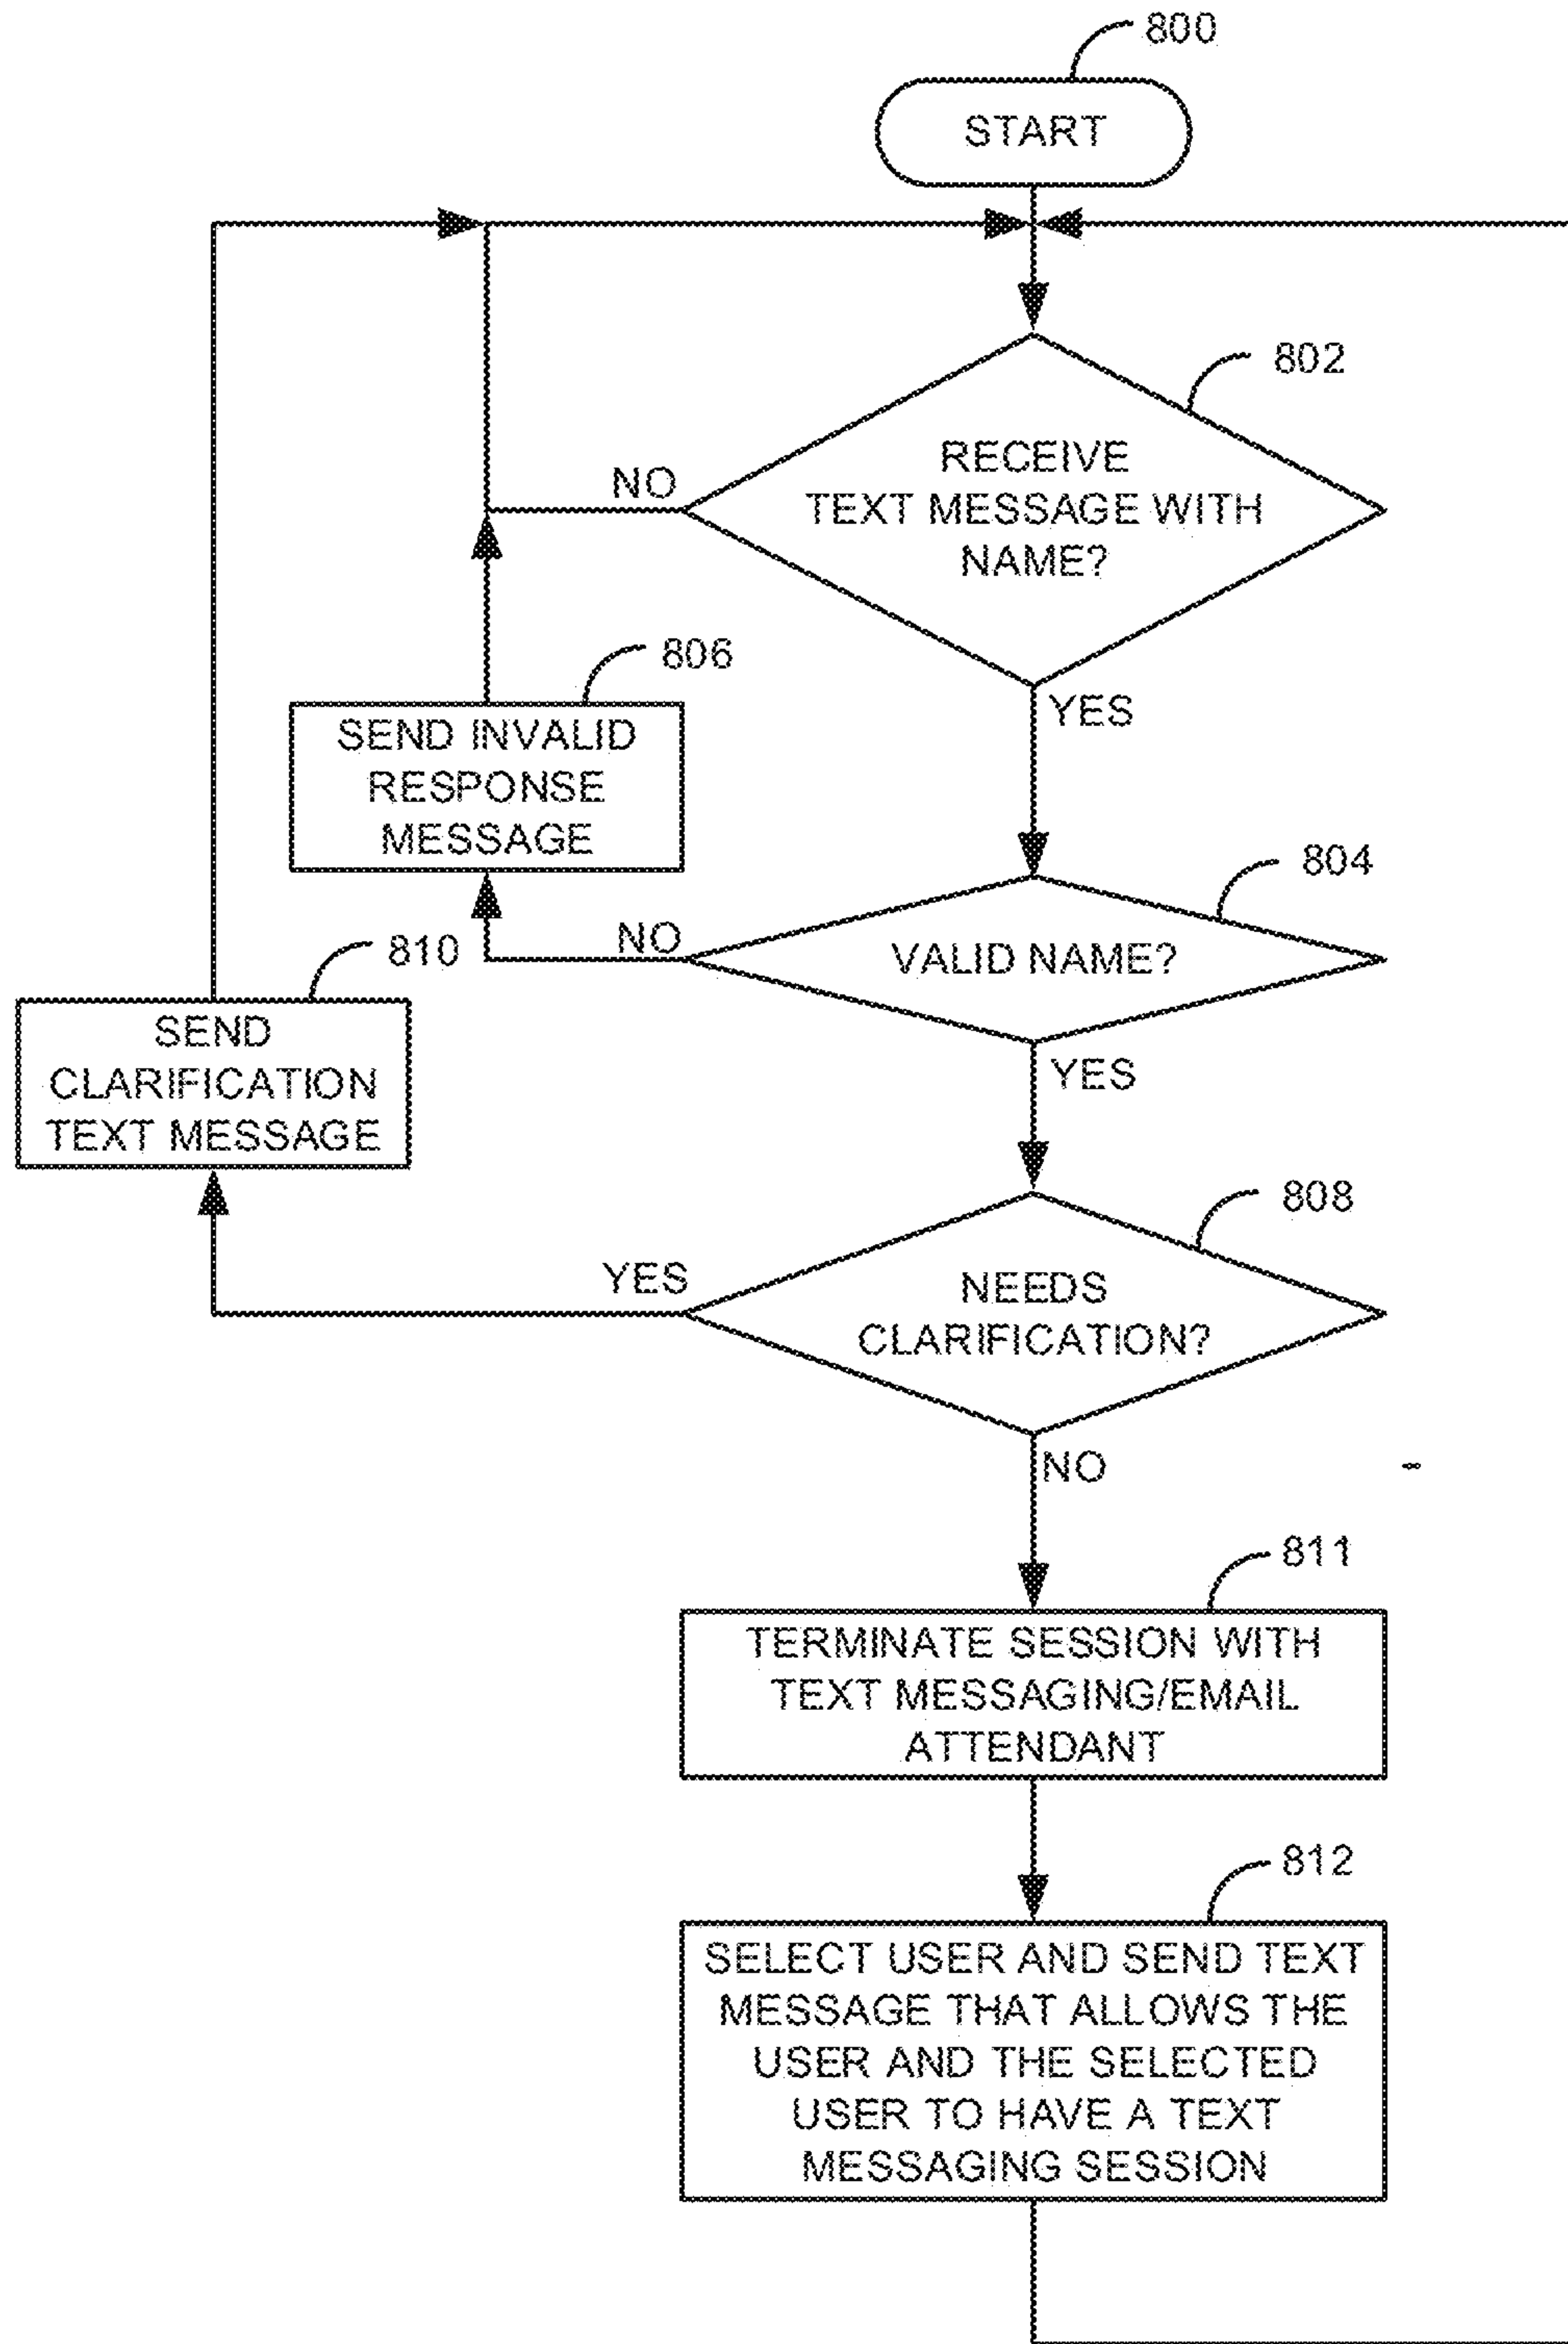 800
START
802
RECEIVE
TEXT MESSAGE WITH
NAME?
NO
YES
806
SEND INVALID
RESPONSE
MESSAGE
804
VALID NAME?
NO
YES
810
SEND
CLARIFICATION
TEXT MESSAGE
808
NEEDS
CLARIFICATION?
YES
NO
811
TERMINATE SESSION WITH
TEXT MESSAGING/EMAIL
ATTENDANT
812
SELECT USER AND SEND TEXT
MESSAGE THAT ALLOWS THE
USER AND THE SELECTED
USER TO HAVE A TEXT
MESSAGING SESSION